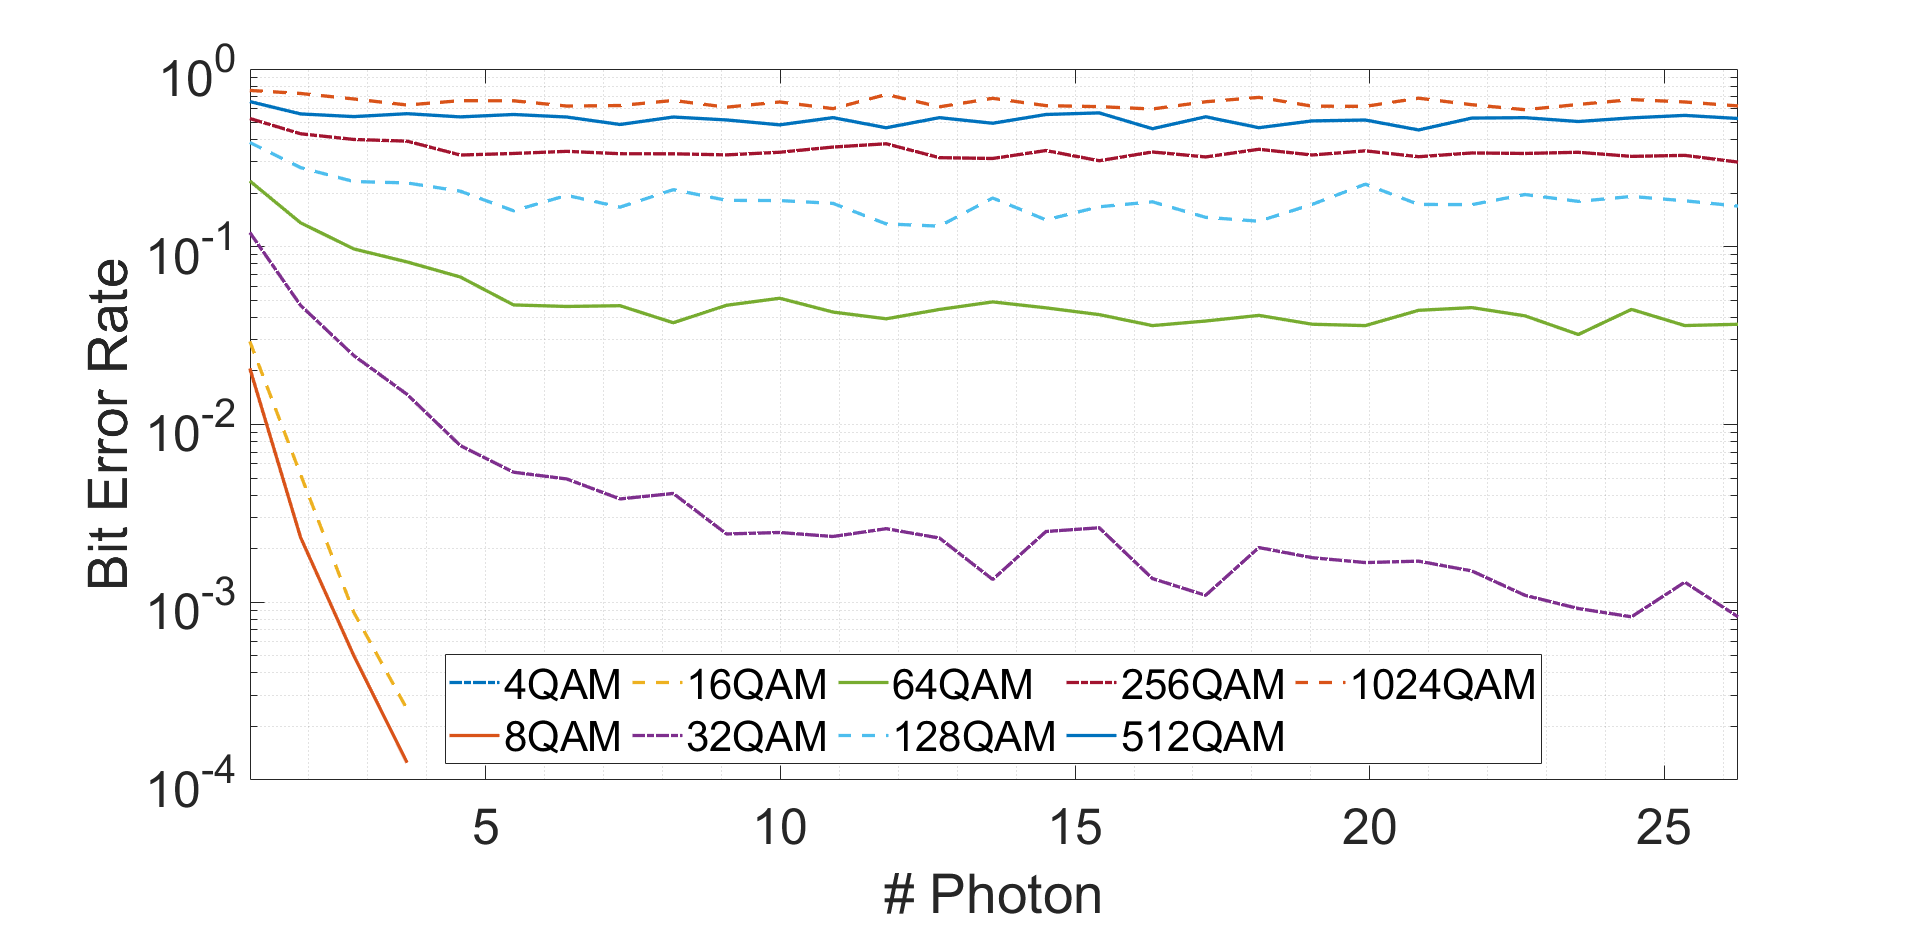 10^0
10^-1
10^-2
10^-3
10^-4
Bit Error Rate
4QAM 16QAM 64QAM 256QAM 1024QAM
8QAM 32QAM 128QAM 512QAM
5 10 15 20 25
# Photon